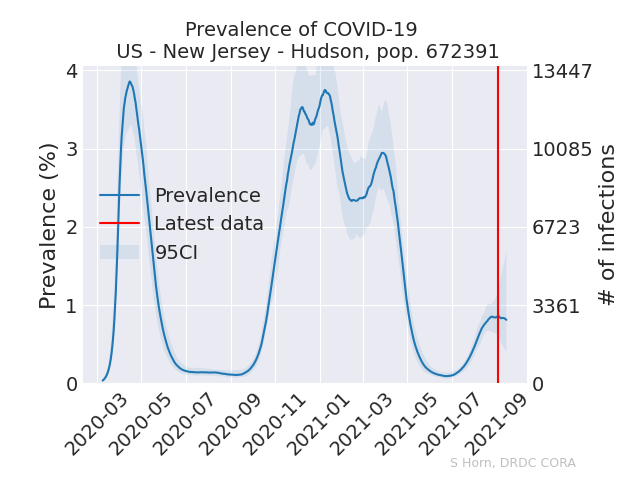 Prevalence of COVID-19
US - New Jersey - Hudson, pop. 672391
Prevalence (%)
4
3
2
1
0
13447
10085
6723
3361
0
# of infections
Prevalence
Latest data
95CI
2020-03
2020-05
2020-07
2020-09
2020-11
2021-01
2021-03
2021-05
2021-07
2021-09
S Horn, DRDC CORA